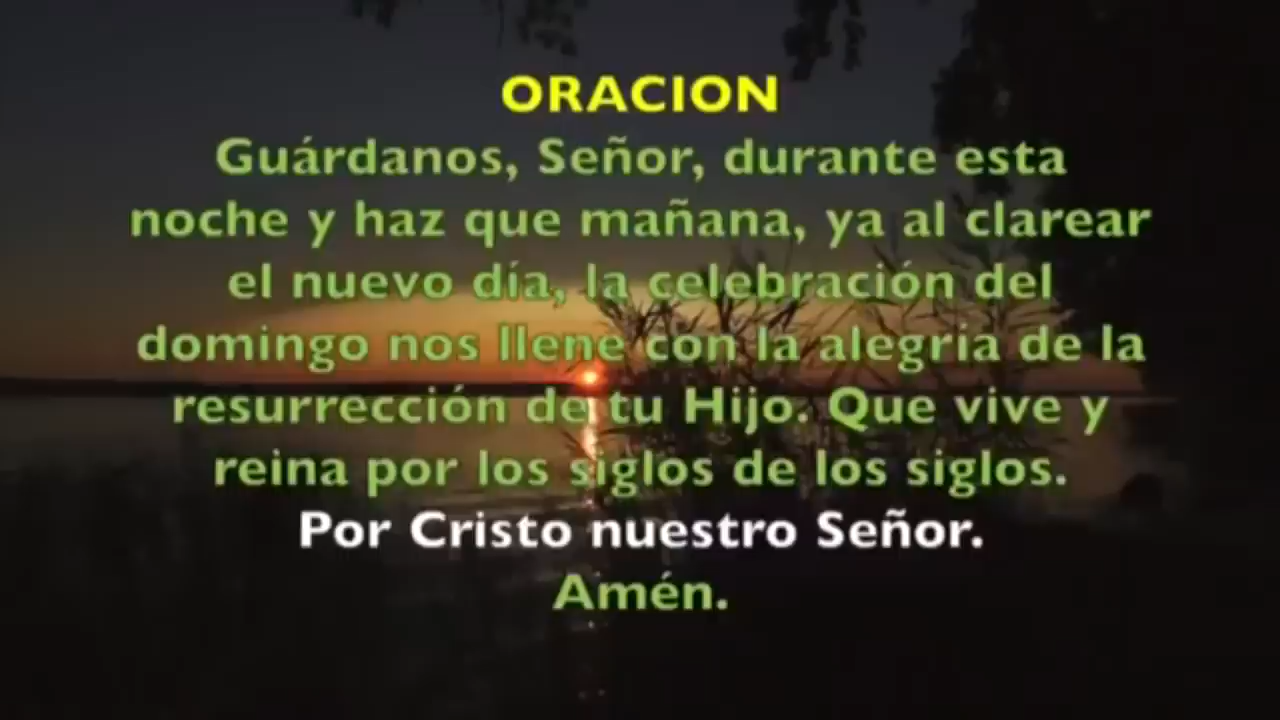 ORACION
Guárdanos, Señor, durante esta
noche y haz que mañana, ya al clarear
el nuevo día, la celebración del
domingo nos llene con la alegria de la
resurrección de tu Hijo. Que vive y
reina por los siglos de los siglos.
Por Cristo nuestro Señor.
Amén.